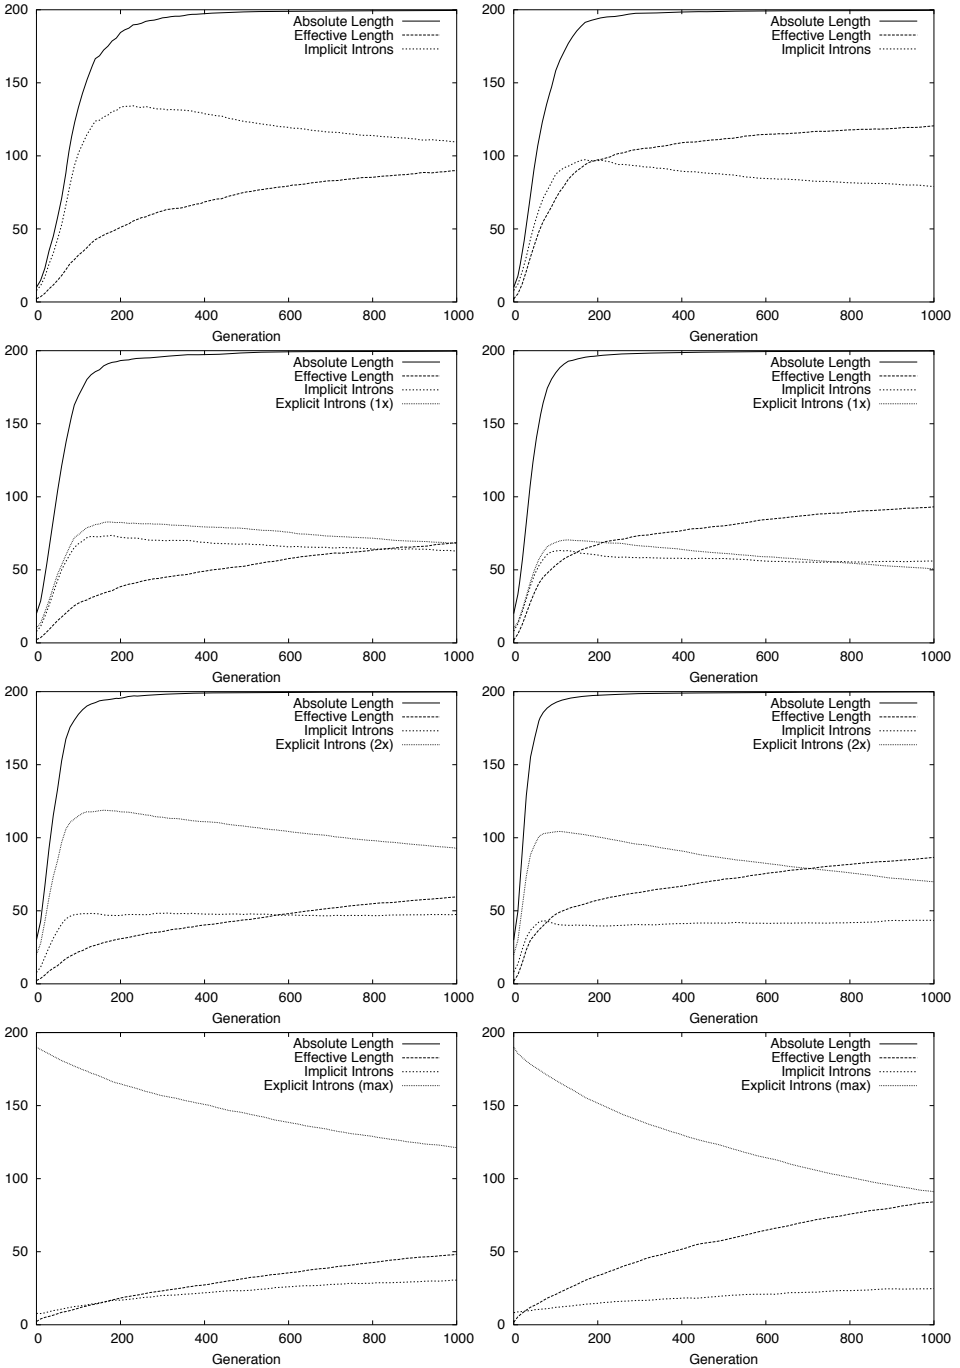 200
150
100
50
0
Absolute Length
Effective Length
Implicit Introns
0 200 400 600 800 1000
Generation
200
150
100
50
0
Absolute Length
Effective Length
Implicit Introns
0 200 400 600 800 1000
Generation
200
150
100
50
0
Absolute Length
Effective Length
Implicit Introns
Explicit Introns (1x)
0 200 400 600 800 1000
Generation
200
150
100
50
0
Absolute Length
Effective Length
Implicit Introns
Explicit Introns (1x)
0 200 400 600 800 1000
Generation
200
150
100
50
0
Absolute Length
Effective Length
Implicit Introns
Explicit Introns (2x)
0 200 400 600 800 1000
Generation
200
150
100
50
0
Absolute Length
Effective Length
Implicit Introns
Explicit Introns (2x)
0 200 400 600 800 1000
Generation
200
150
100
50
0
Absolute Length
Effective Length
Implicit Introns
Explicit Introns (max)
0 200 400 600 800 1000
Generation
200
150
100
50
0
Absolute Length
Effective Length
Implicit Introns
Explicit Introns (max)
0 200 400 600 800 1000
Generation